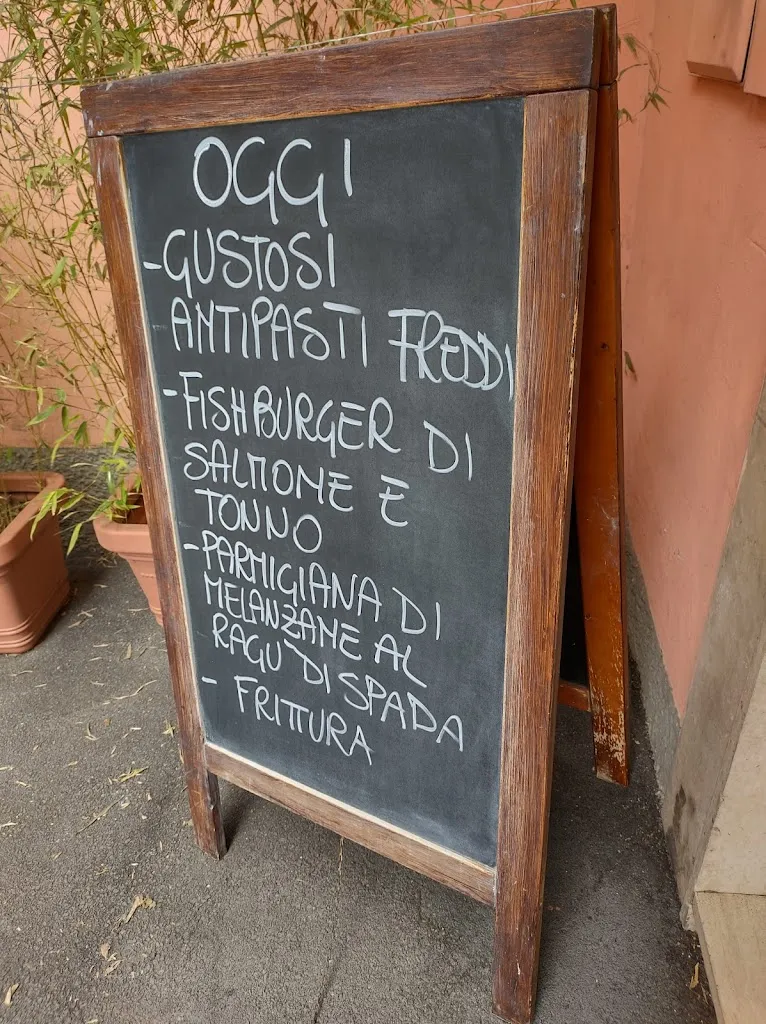 OGGI
-GUSTOSI
ANTIPASTI FREDDI
-FISHBURGER DI
SALMONE E
TONNO
-PARMIGIANA DI
MELANZANE AL
RAGU DI SPADA
- FRITTURA